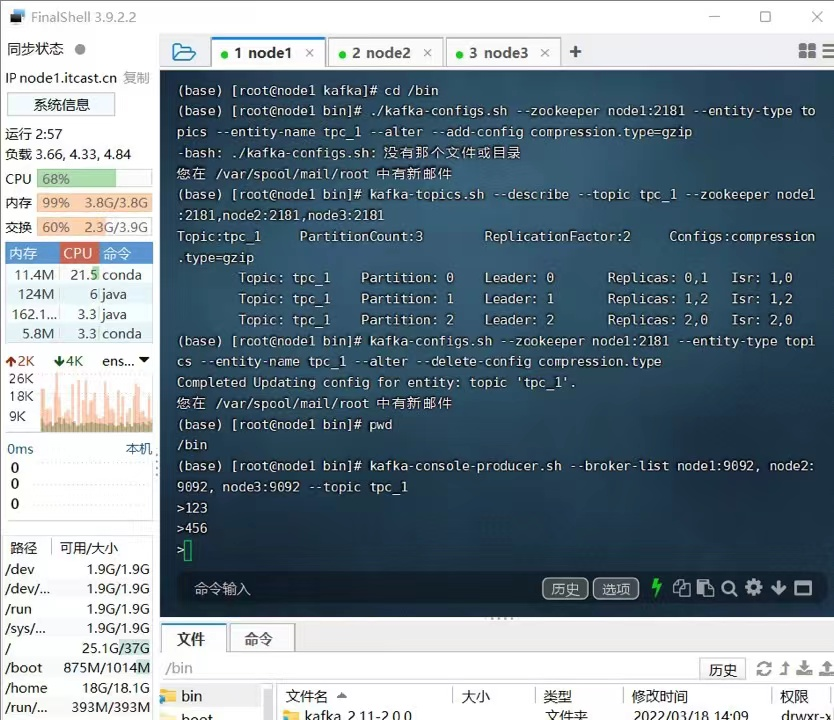 FinalShell 3.9.2.2
同步状态
IP node1.itcast.cn 复制
系统信息
运行 2:57
负载 3.66, 4.33, 4.84
CPU 68%
内存 99% 3.8G/3.8G
交换 60% 2.3G/3.9G
内存 CPU 命令
11.4M 21.5 conda
124M 6 java
162.1... 3.3 java
5.8M 3.3 conda
2K 4K ens...
26K
18K
9K
0ms 本机
0
0
0
路径 可用/大小
/dev 1.9G/1.9G
/dev/... 1.9G/1.9G
/run 1.9G/1.9G
/sys/... 1.9G/1.9G
/ 25.1G/37G
/boot 875M/1014M
/home 18G/18.1G
/run/... 393M/393M
1 node1 × 2 node2 × 3 node3 × +
(base) [root@node1 kafka]# cd /bin
(base) [root@node1 bin]# ./kafka-configs.sh --zookeeper node1:2181 --entity-type to
pics --entity-name tpc_1 --alter --add-config compression.type=gzip
-bash: ./kafka-configs.sh: 没有那个文件或目录
您在 /var/spool/mail/root 中有新邮件
(base) [root@node1 bin]# kafka-topics.sh --describe --topic tpc_1 --zookeeper node1
:2181,node2:2181,node3:2181
Topic:tpc_1 PartitionCount:3 ReplicationFactor:2 Configs:compression
.type=gzip
Topic: tpc_1 Partition: 0 Leader: 0 Replicas: 0,1 Isr: 1,0
Topic: tpc_1 Partition: 1 Leader: 1 Replicas: 1,2 Isr: 1,2
Topic: tpc_1 Partition: 2 Leader: 2 Replicas: 2,0 Isr: 2,0
(base) [root@node1 bin]# kafka-configs.sh --zookeeper node1:2181 --entity-type topi
cs --entity-name tpc_1 --alter --delete-config compression.type
Completed Updating config for entity: topic 'tpc_1'.
您在 /var/spool/mail/root 中有新邮件
(base) [root@node1 bin]# pwd
/bin
(base) [root@node1 bin]# kafka-console-producer.sh --broker-list node1:9092, node2:
9092, node3:9092 --topic tpc_1
>123
>456
>
命令输入 历史 选项
文件 命令
/bin 历史
bin
boot
文件名 大小 类型 修改时间 权限
kafka_2.11-2.0.0 文件夹 2022/03/18 14:09 drwxr-x